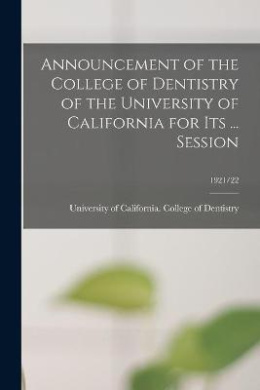 Announcement of the
College of Dentistry
of the University of
California for Its ...
Session
1921/22
University of California. College of Dentistry